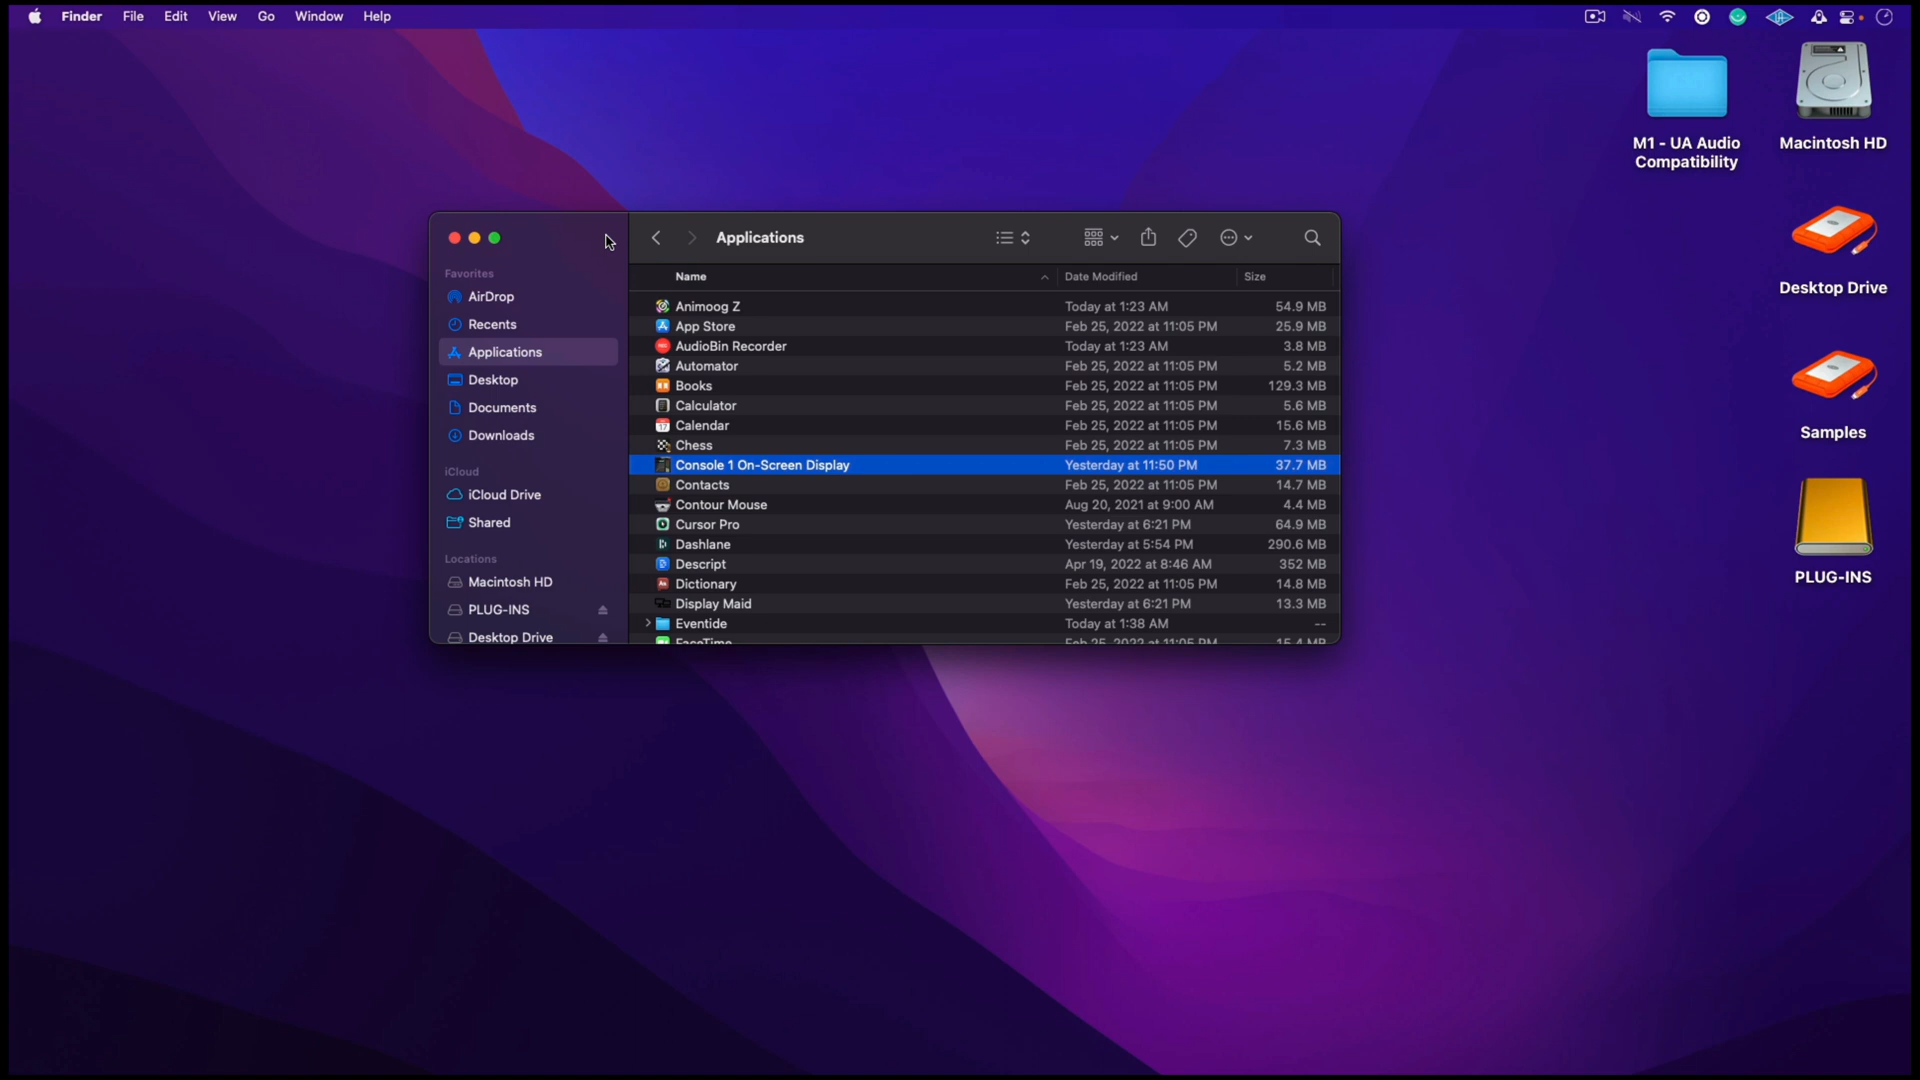 Finder File Edit View Go Window Help
M1 - UA Audio
Compatibility
Macintosh HD
Desktop Drive
Samples
PLUG-INS
Applications
Favorites
AirDrop
Recents
Applications
Desktop
Documents
Downloads
iCloud
iCloud Drive
Shared
Locations
Macintosh HD
PLUG-INS
Desktop Drive
Name Date Modified Size
Animoog Z Today at 1:23 AM 54.9 MB
App Store Feb 25, 2022 at 11:05 PM 25.9 MB
AudioBin Recorder Today at 1:23 AM 3.8 MB
Automator Feb 25, 2022 at 11:05 PM 5.2 MB
Books Feb 25, 2022 at 11:05 PM 129.3 MB
Calculator Feb 25, 2022 at 11:05 PM 5.6 MB
Calendar Feb 25, 2022 at 11:05 PM 15.6 MB
Chess Feb 25, 2022 at 11:05 PM 7.3 MB
Console 1 On-Screen Display Yesterday at 11:50 PM 37.7 MB
Contacts Feb 25, 2022 at 11:05 PM 14.7 MB
Contour Mouse Aug 20, 2021 at 9:00 AM 4.4 MB
Cursor Pro Yesterday at 6:21 PM 64.9 MB
Dashlane Yesterday at 5:54 PM 290.6 MB
Descript Apr 19, 2022 at 8:46 AM 352 MB
Dictionary Feb 25, 2022 at 11:05 PM 14.8 MB
Display Maid Yesterday at 6:21 PM 13.3 MB
Eventide Today at 1:38 AM --
FaceTime Feb 25, 2022 at 11:05 PM 15.4 MB